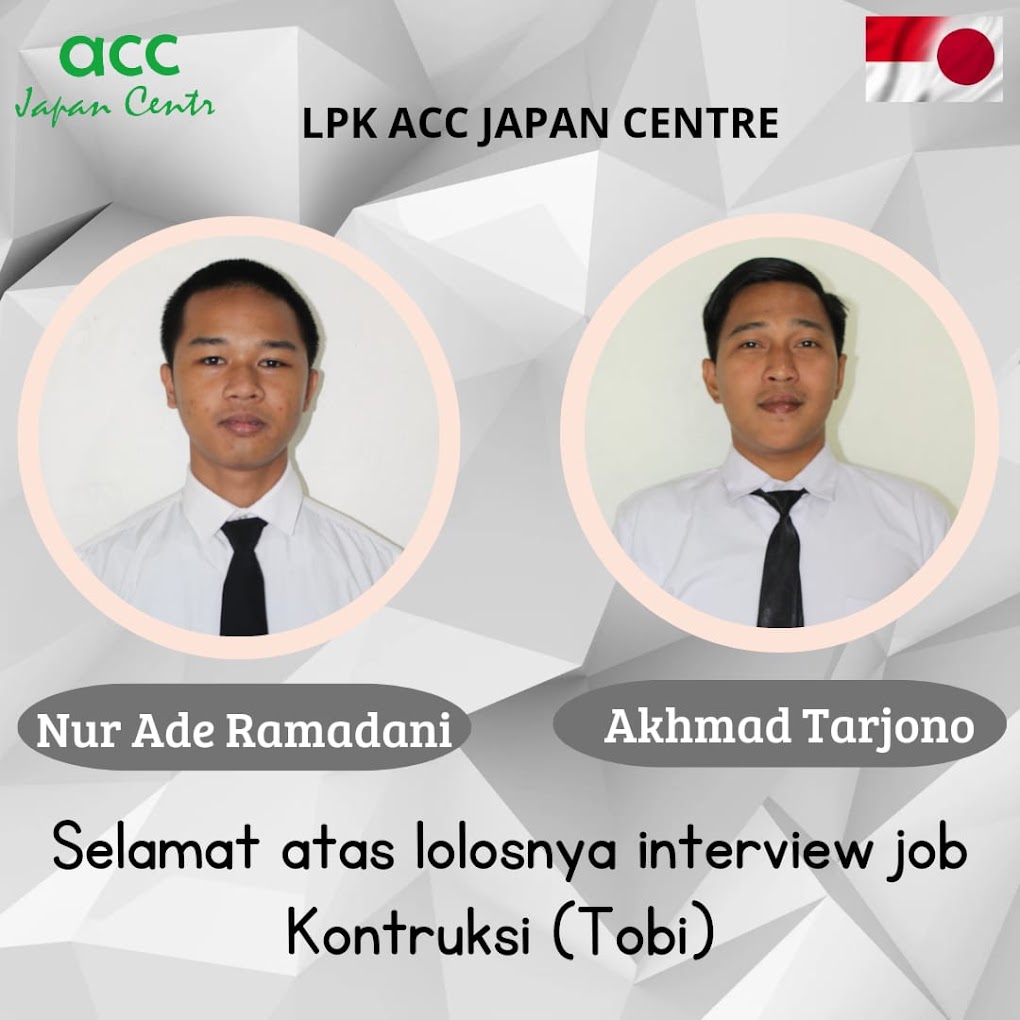 acc
Japan Centr
LPK ACC JAPAN CENTRE
Nur Ade Ramadani
Akhmad Tarjono
Selamat atas lolosnya interview job
Kontruksi (Tobi)